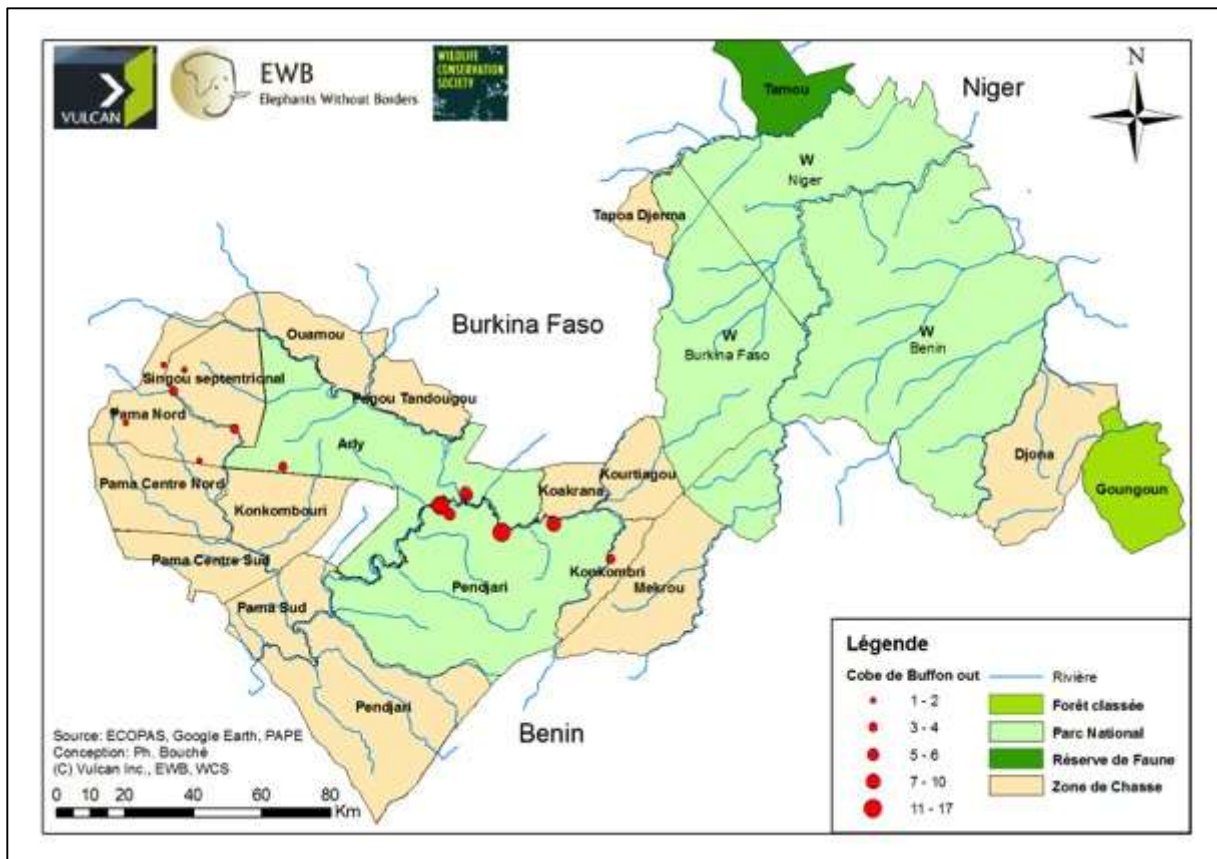 VULCAN
EWB
Elephants Without Borders
WILDLIFE
CONSERVATION
SOCIETY
N
Niger
Tamou
W
Niger
Tapoa Djerma
Burkina Faso
Ouamou
W
Burkina Faso
W
Benin
Singou septentrional
Pagou Tandougou
Pama Nord
Arly
Djona
Kourtiagou
Koakrana
Goungoun
Pama Centre Nord
Konkombouri
Pama Centre Sud
Pendjari
Konkombri
Mekrou
Pama Sud
Pendjari
Benin
Source: ECOPAS, Google Earth, PAPE
Conception: Ph. Bouché
(C) Vulcan Inc., EWB, WCS
0 10 20 40 60 80
Km
Légende
Cobe de Buffon out
1 - 2
3 - 4
5 - 6
7 - 10
11 - 17
Rivière
Forêt classée
Parc National
Réserve de Faune
Zone de Chasse